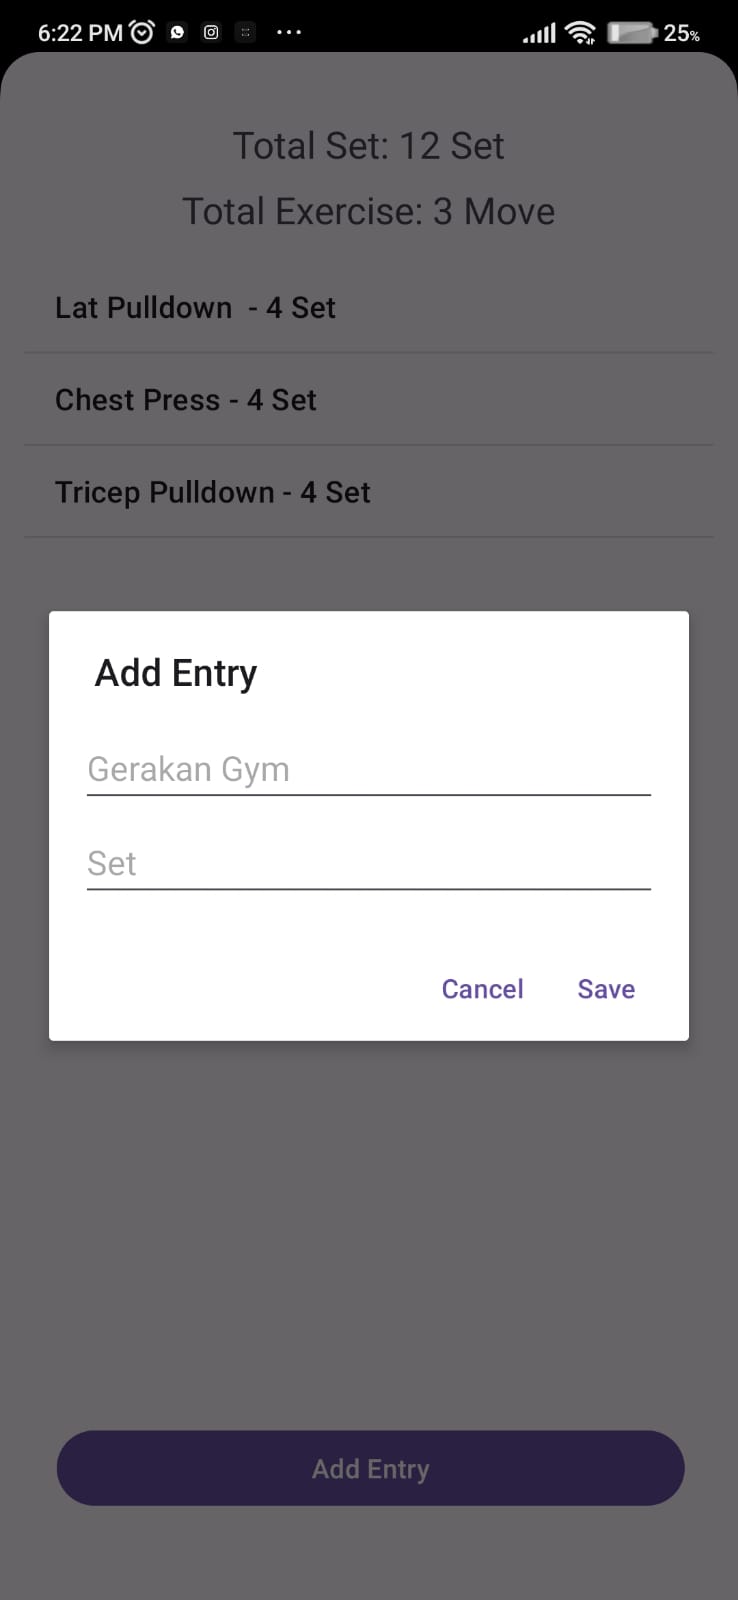 6:22 PM
25%
Total Set: 12 Set
Total Exercise: 3 Move
Lat Pulldown  - 4 Set
Chest Press - 4 Set
Tricep Pulldown - 4 Set
Add Entry
Gerakan Gym
Set
Cancel Save
Add Entry